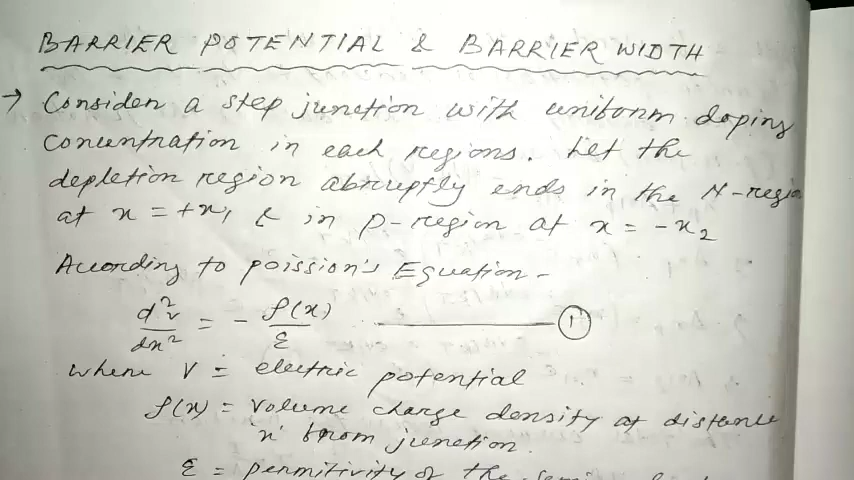 BARRIER POTENTIAL & BARRIER WIDTH
→ Consider a step junction with uniform doping
concentration in each regions. Let the
depletion region abruptly ends in the N-region
at x = +x₁ & in p-region at x = -x₂
According to poission's Equation -
d²v/dx² = - ρ(x)/ε ——— ①
where V = electric potential
ρ(x) = volume charge density at distance
'x' from junction.
ε = permitivity of the